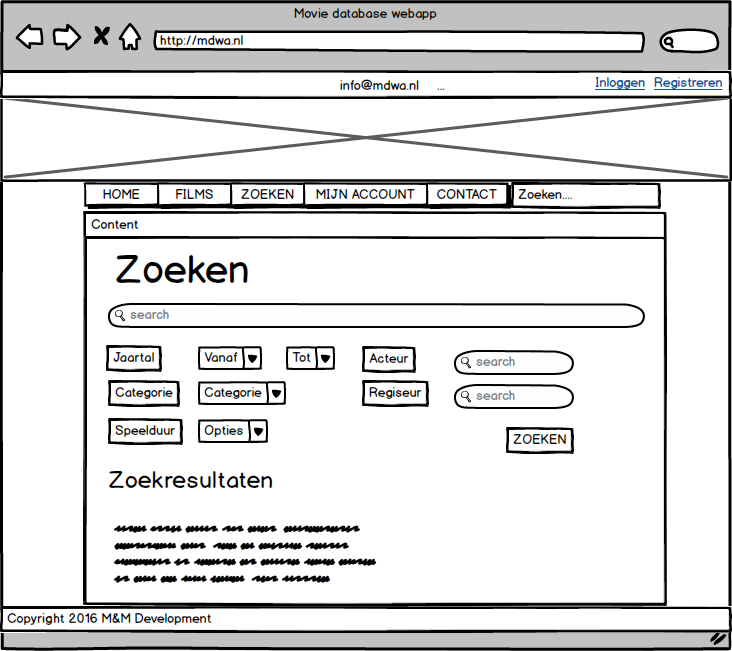 Movie database webapp
http://mdwa.nl
info@mdwa.nl ... Inloggen Registreren
HOME FILMS ZOEKEN MIJN ACCOUNT CONTACT Zoeken....
Content
Zoeken
search
Jaartal Vanaf Tot Acteur search
Categorie Categorie Regiseur search
Speelduur Opties ZOEKEN
Zoekresultaten
Copyright 2016 M&M Development